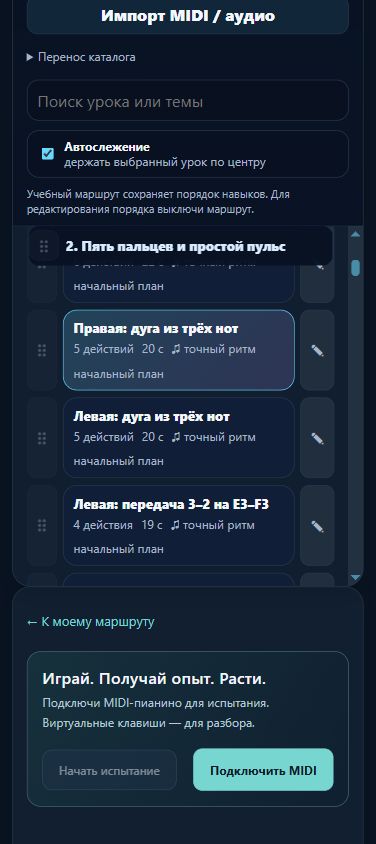 Импорт MIDI / аудио
▶ Перенос каталога
Поиск урока или темы
Автослежение
держать выбранный урок по центру
Учебный маршрут сохраняет порядок навыков. Для
редактирования порядка выключи маршрут.
2. Пять пальцев и простой пульс
начальный план
Правая: дуга из трёх нот
5 действий 20 с ♫ точный ритм
начальный план
Левая: дуга из трёх нот
5 действий 20 с ♫ точный ритм
начальный план
Левая: передача 3–2 на E3–F3
4 действия 19 с ♫ точный ритм
начальный план
← К моему маршруту
Играй. Получай опыт. Расти.
Подключи MIDI-пианино для испытания.
Виртуальные клавиши — для разбора.
Начать испытание
Подключить MIDI